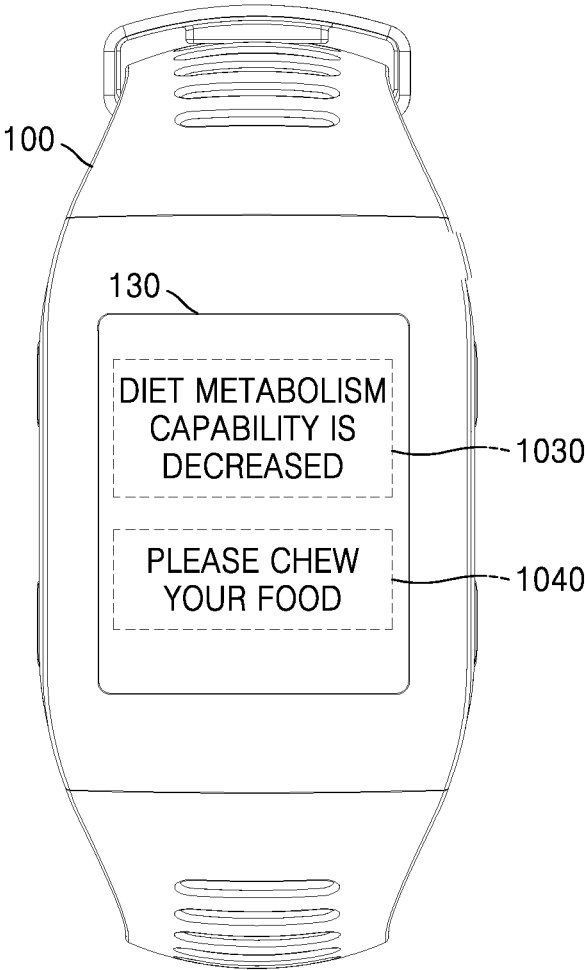 100
130
DIET METABOLISM
CAPABILITY IS
DECREASED
1030
PLEASE CHEW
YOUR FOOD
1040